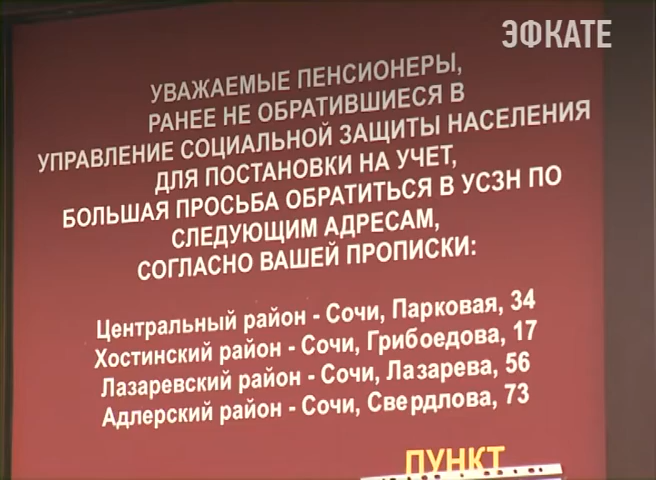 ЭФКАТЕ
УВАЖАЕМЫЕ ПЕНСИОНЕРЫ,
РАНЕЕ НЕ ОБРАТИВШИЕСЯ В
УПРАВЛЕНИЕ СОЦИАЛЬНОЙ ЗАЩИТЫ НАСЕЛЕНИЯ
ДЛЯ ПОСТАНОВКИ НА УЧЕТ,
БОЛЬШАЯ ПРОСЬБА ОБРАТИТЬСЯ В УСЗН ПО
СЛЕДУЮЩИМ АДРЕСАМ,
СОГЛАСНО ВАШЕЙ ПРОПИСКИ:
Центральный район - Сочи, Парковая, 34
Хостинский район - Сочи, Грибоедова, 17
Лазаревский район - Сочи, Лазарева, 56
Адлерский район - Сочи, Свердлова, 73
ПУНКТ